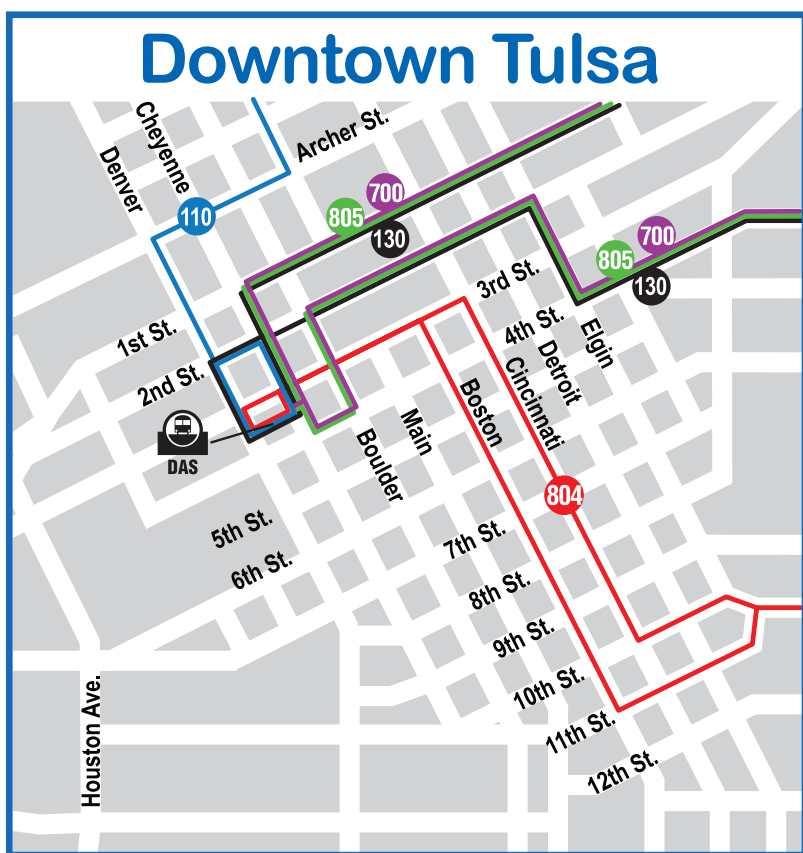 Downtown Tulsa
Cheyenne
Archer St.
Denver
700
110
805
130
700
805
3rd St.
130
1st St.
4th St.
Elgin
2nd St.
Detroit
Cincinnati
Boston
Main
DAS
Boulder
804
5th St.
7th St.
6th St.
8th St.
9th St.
10th St.
Houston Ave.
11th St.
12th St.